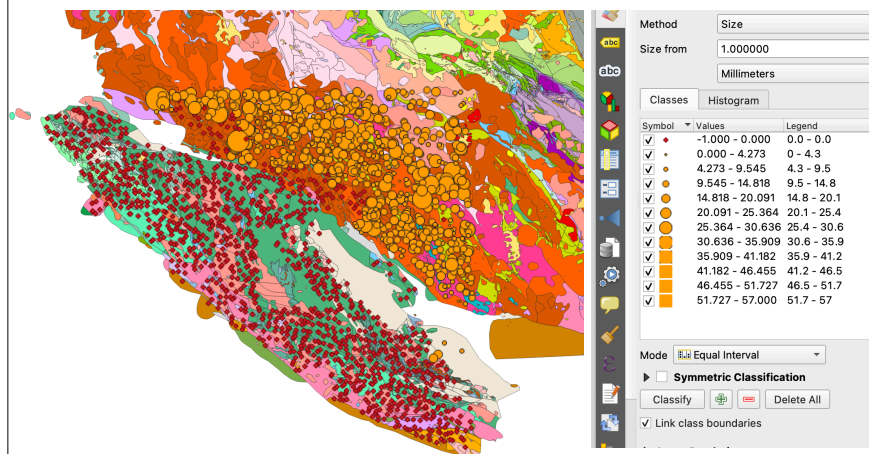 Method Size
Size from 1.000000
Millimeters
abc
abc
Classes Histogram
Symbol Values Legend
-1.000 - 0.000 0.0 - 0.0
0.000 - 4.273 0 - 4.3
4.273 - 9.545 4.3 - 9.5
9.545 - 14.818 9.5 - 14.8
14.818 - 20.091 14.8 - 20.1
20.091 - 25.364 20.1 - 25.4
25.364 - 30.636 25.4 - 30.6
30.636 - 35.909 30.6 - 35.9
35.909 - 41.182 35.9 - 41.2
41.182 - 46.455 41.2 - 46.5
46.455 - 51.727 46.5 - 51.7
51.727 - 57.000 51.7 - 57
Mode Equal Interval
Symmetric Classification
Classify Delete All
Link class boundaries